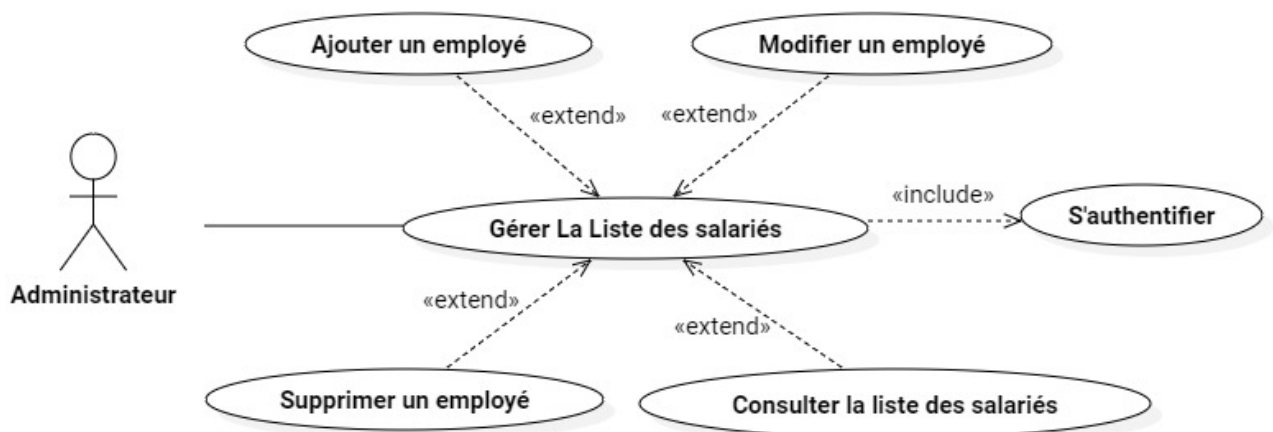 Ajouter un employé
Modifier un employé
«extend»
«extend»
«include»
S'authentifier
Gérer La Liste des salariés
Administrateur
«extend»
«extend»
Supprimer un employé
Consulter la liste des salariés